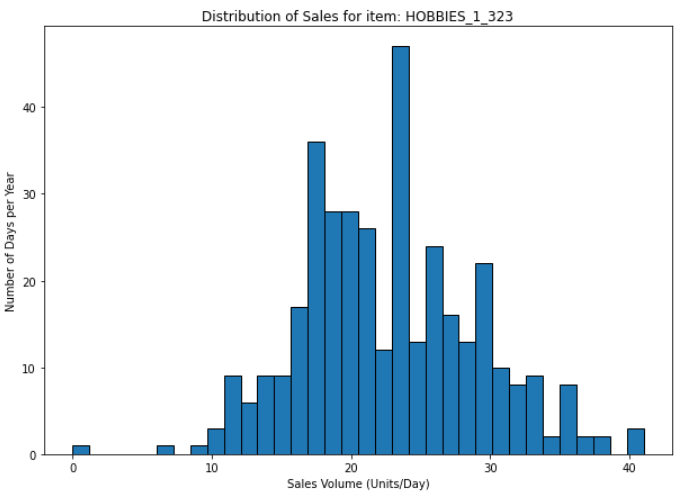 Distribution of Sales for item: HOBBIES_1_323
Number of Days per Year
40
30
20
10
0
0 10 20 30 40
Sales Volume (Units/Day)